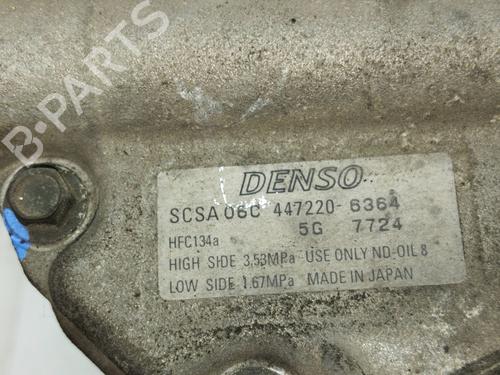 B-PARTS
DENSO
SCSA 06C 447220- 6364
5G 7724
HFC134a
HIGH SIDE 3,53MPa USE ONLY ND-OIL 8
LOW SIDE 1.67MPa MADE IN JAPAN